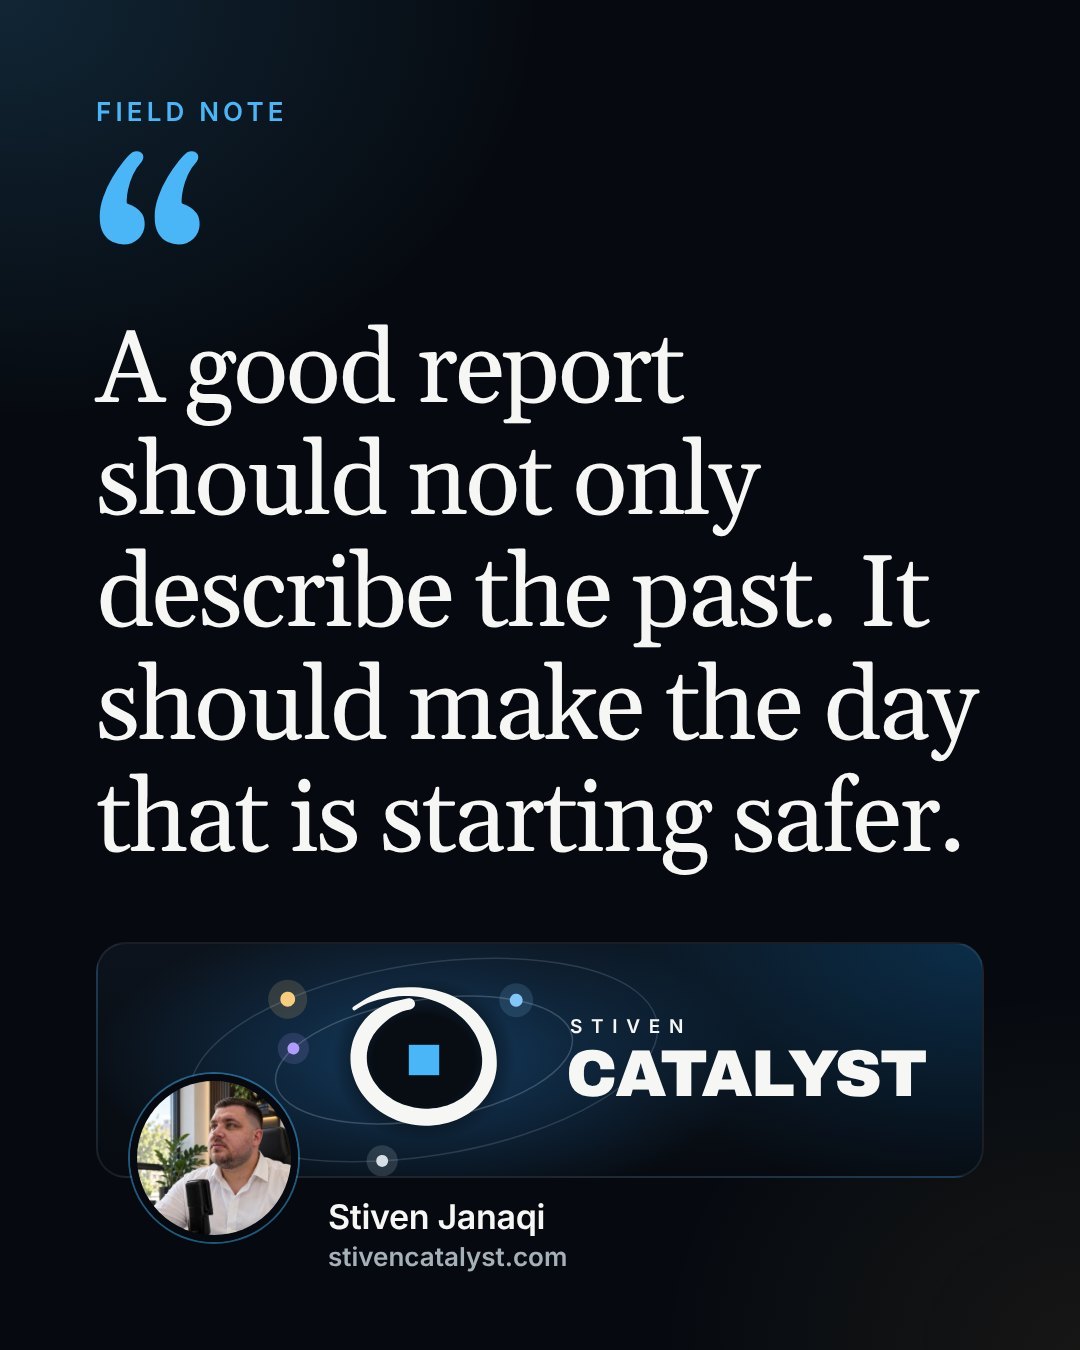 FIELD NOTE
“
A good report
should not only
describe the past. It
should make the day
that is starting safer.
STIVEN
CATALYST
Stiven Janaqi
stivencatalyst.com